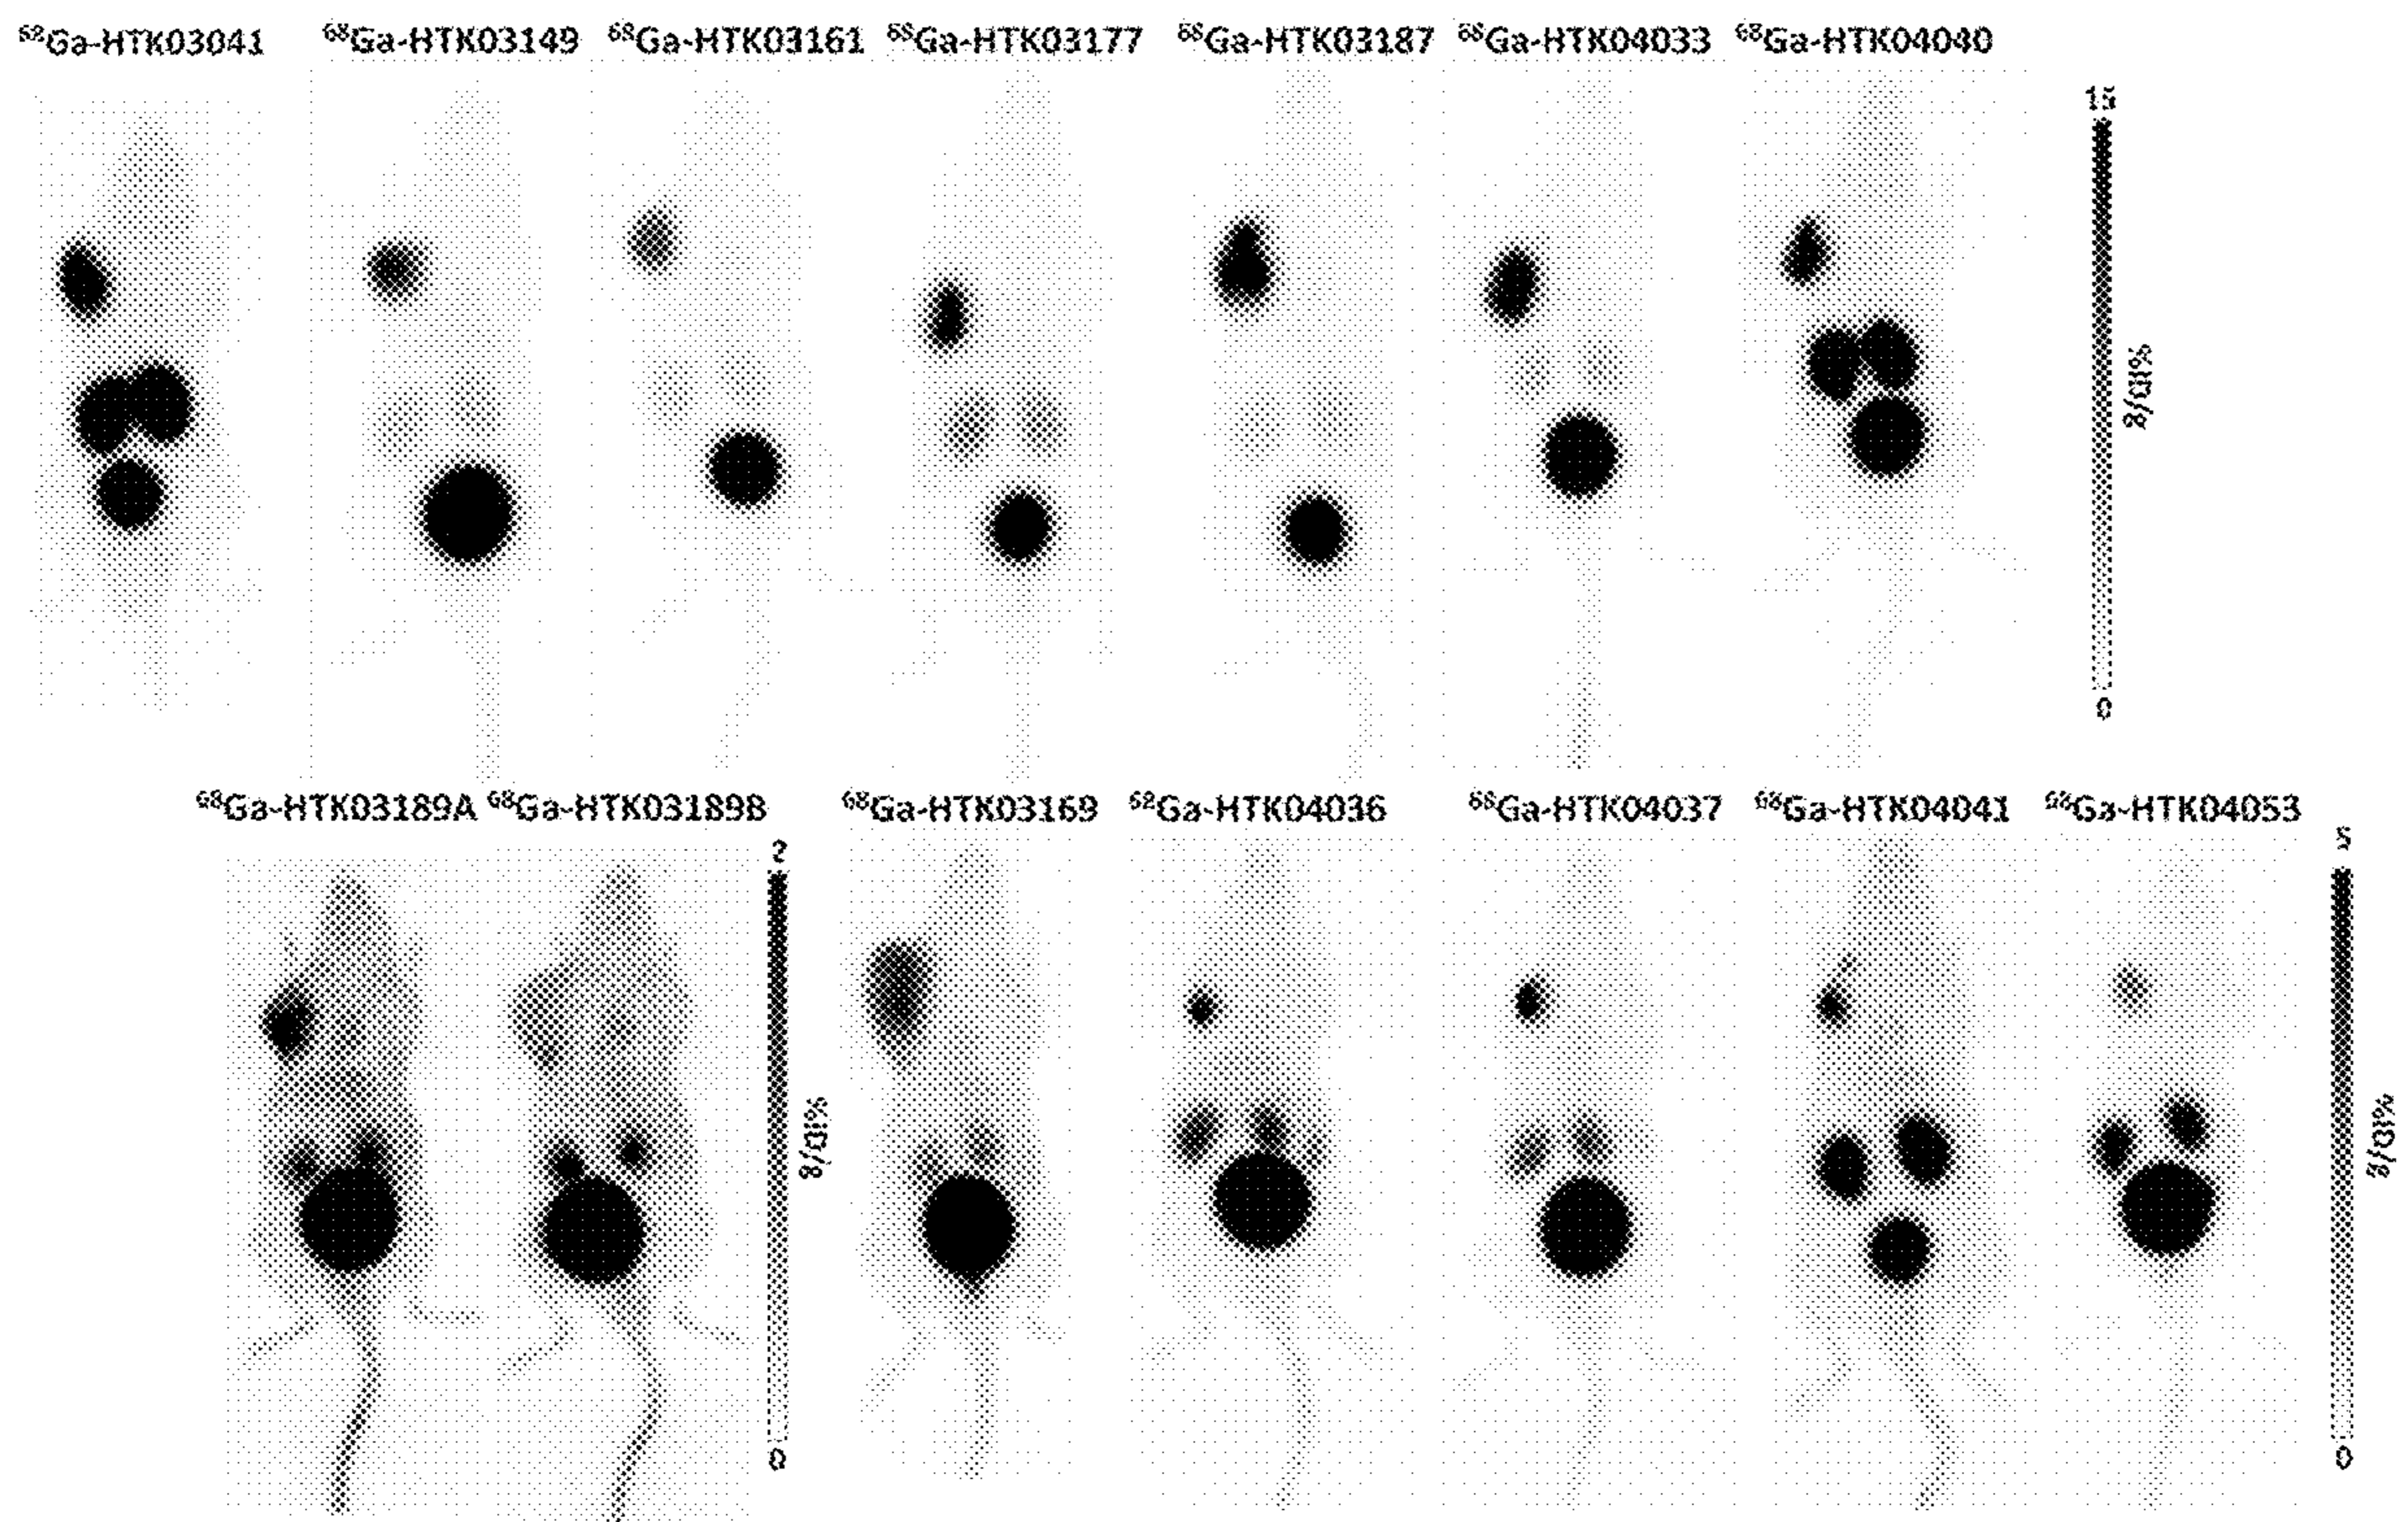 ⁶⁸Ga-HTK03041 ⁶⁸Ga-HTK03149 ⁶⁸Ga-HTK03161 ⁶⁸Ga-HTK03177 ⁶⁸Ga-HTK03187 ⁶⁸Ga-HTK04033 ⁶⁸Ga-HTK04040
15
%ID/g
0
⁶⁸Ga-HTK03189A ⁶⁸Ga-HTK03189B ⁶⁸Ga-HTK03169 ⁶⁸Ga-HTK04036 ⁶⁸Ga-HTK04037 ⁶⁸Ga-HTK04041 ⁶⁸Ga-HTK04053
2 5
%ID/g %ID/g
0 0